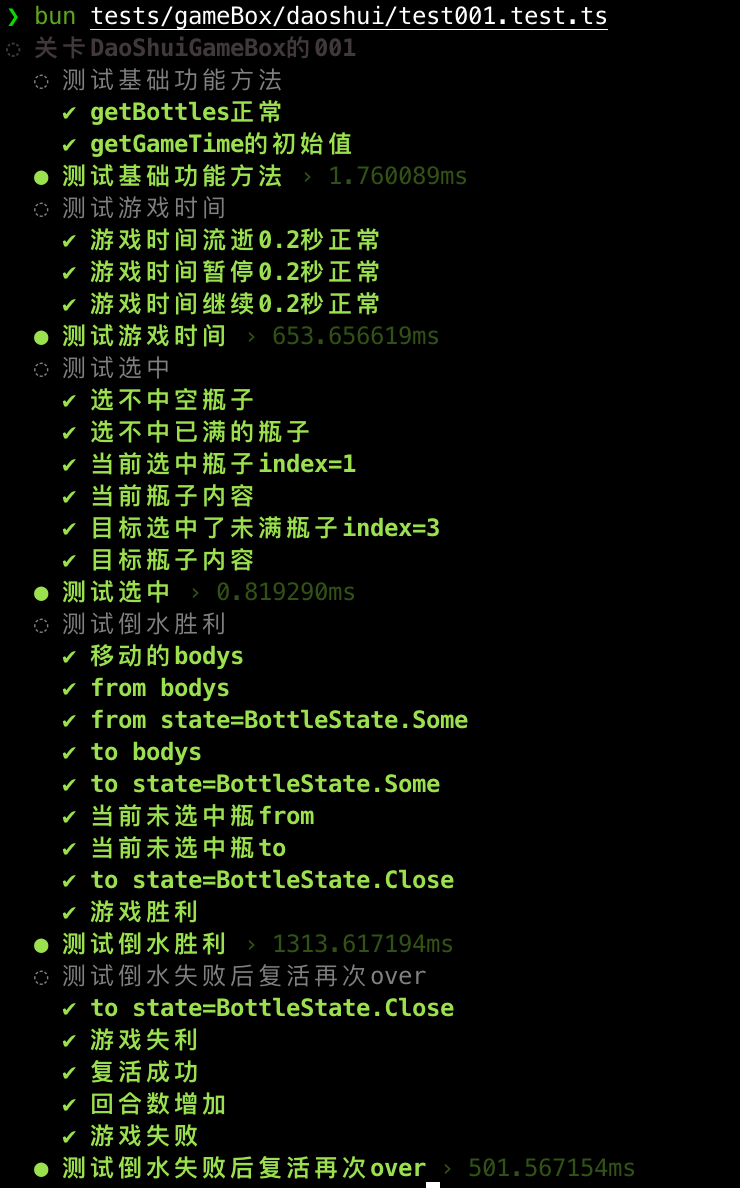 ❯ bun tests/gameBox/daoshui/test001.test.ts
◌ 关卡DaoShuiGameBox的001
◌ 测试基础功能方法
✔ getBottles正常
✔ getGameTime的初始值
● 测试基础功能方法 › 1.760089ms
◌ 测试游戏时间
✔ 游戏时间流逝0.2秒正常
✔ 游戏时间暂停0.2秒正常
✔ 游戏时间继续0.2秒正常
● 测试游戏时间 › 653.656619ms
◌ 测试选中
✔ 选不中空瓶子
✔ 选不中已满的瓶子
✔ 当前选中瓶子index=1
✔ 当前瓶子内容
✔ 目标选中了未满瓶子index=3
✔ 目标瓶子内容
● 测试选中 › 0.819290ms
◌ 测试倒水胜利
✔ 移动的bodys
✔ from bodys
✔ from state=BottleState.Some
✔ to bodys
✔ to state=BottleState.Some
✔ 当前未选中瓶from
✔ 当前未选中瓶to
✔ to state=BottleState.Close
✔ 游戏胜利
● 测试倒水胜利 › 1313.617194ms
◌ 测试倒水失败后复活再次over
✔ to state=BottleState.Close
✔ 游戏失利
✔ 复活成功
✔ 回合数增加
✔ 游戏失败
● 测试倒水失败后复活再次over › 501.567154ms